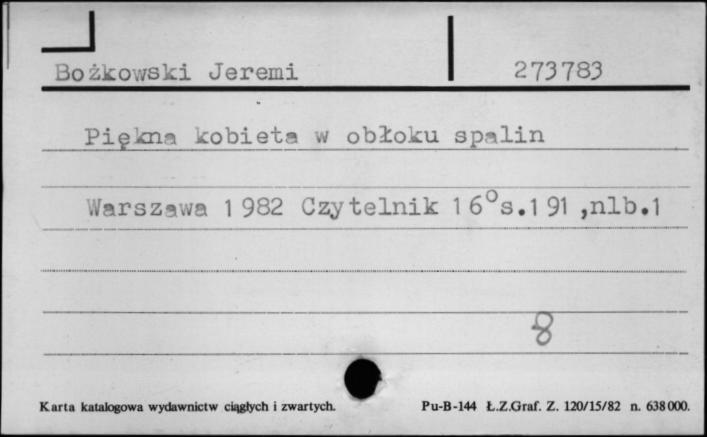 Bożkowski Jeremi 273783
Piękna kobieta w obłoku spalin
Warszawa 1982 Czytelnik 16°s.191,nlb.1
8
Karta katalogowa wydawnictw ciągłych i zwartych. Pu-B-144 Ł.Z.Graf. Z. 120/15/82 n. 638000.